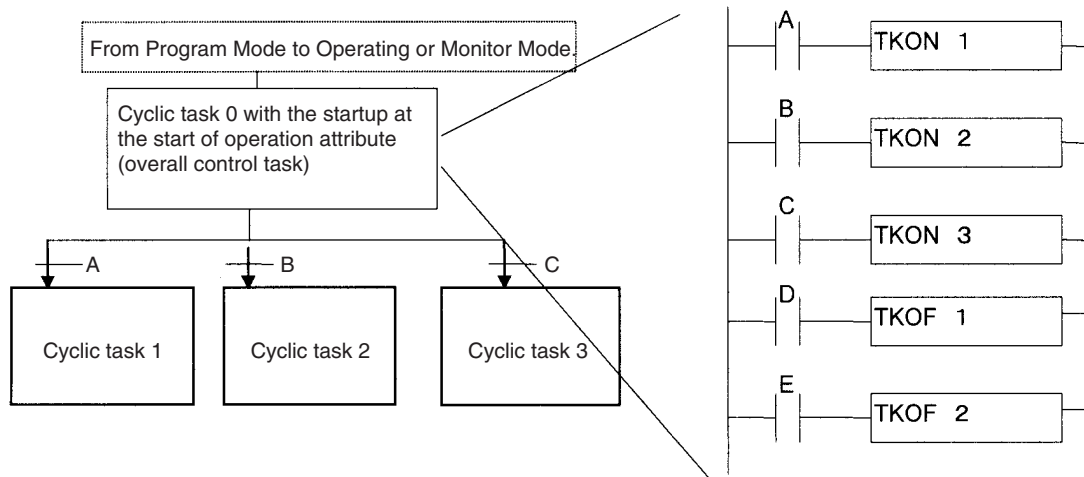 From Program Mode to Operating or Monitor Mode.
Cyclic task 0 with the startup at
the start of operation attribute
(overall control task)
A
B
C
Cyclic task 1
Cyclic task 2
Cyclic task 3
A
TKON 1
B
TKON 2
C
TKON 3
D
TKOF 1
E
TKOF 2